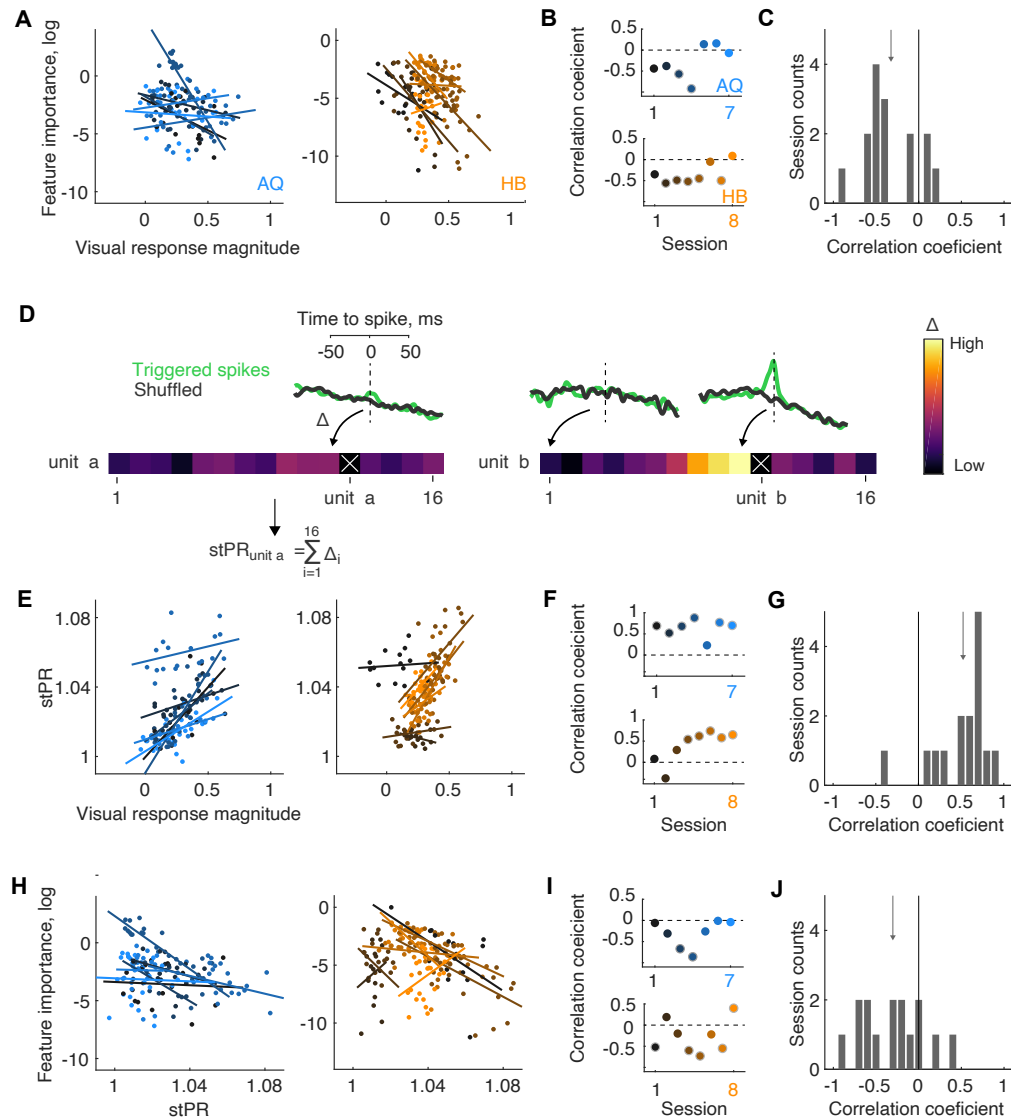 A
B
C
Feature importance, log
0
-5
-10
AQ
0
0.5
1
Visual response magnitude
0
-5
-10
HB
0
0.5
1
Correlation coeicient
0.5
0
-0.5
AQ
1
7
0.5
0
-0.5
HB
1
8
Session
Session counts
4
2
0
-1
-0.5
0
0.5
1
Correlation coeficient
D
Time to spike, ms
-50
0
50
Triggered spikes
Shuffled
Δ
Δ
High
Low
unit a
1
unit a
16
unit b
1
unit b
16
stPR unit a = 16 ∑ i=1 Δi
E
F
G
stPR
1.08
1.04
1
0
0.5
1
Visual response magnitude
1.08
1.04
1
0
0.5
1
Correlation coeicient
1
0.5
0
1
7
1
0.5
0
1
8
Session
Session counts
4
2
0
-1
-0.5
0
0.5
1
Correlation coeficient
H
I
J
Feature importance, log
0
-5
-10
1
1.04
1.08
stPR
0
-5
-10
1
1.04
1.08
Correlation coeicient
0.5
0
-0.5
1
7
0.5
0
-0.5
1
8
Session
Session counts
4
2
0
-1
-0.5
0
0.5
1
Correlation coeficient